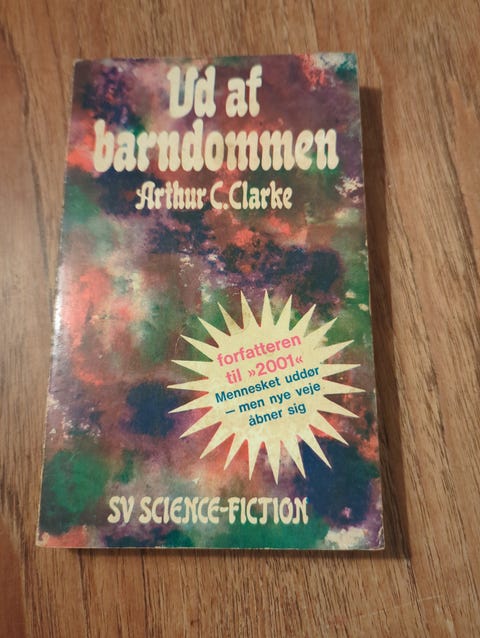 Ud af
barndommen
Arthur C. Clarke
forfatteren
til »2001«
Mennesket uddør
— men nye veje
åbner sig
SV SCIENCE-FICTION